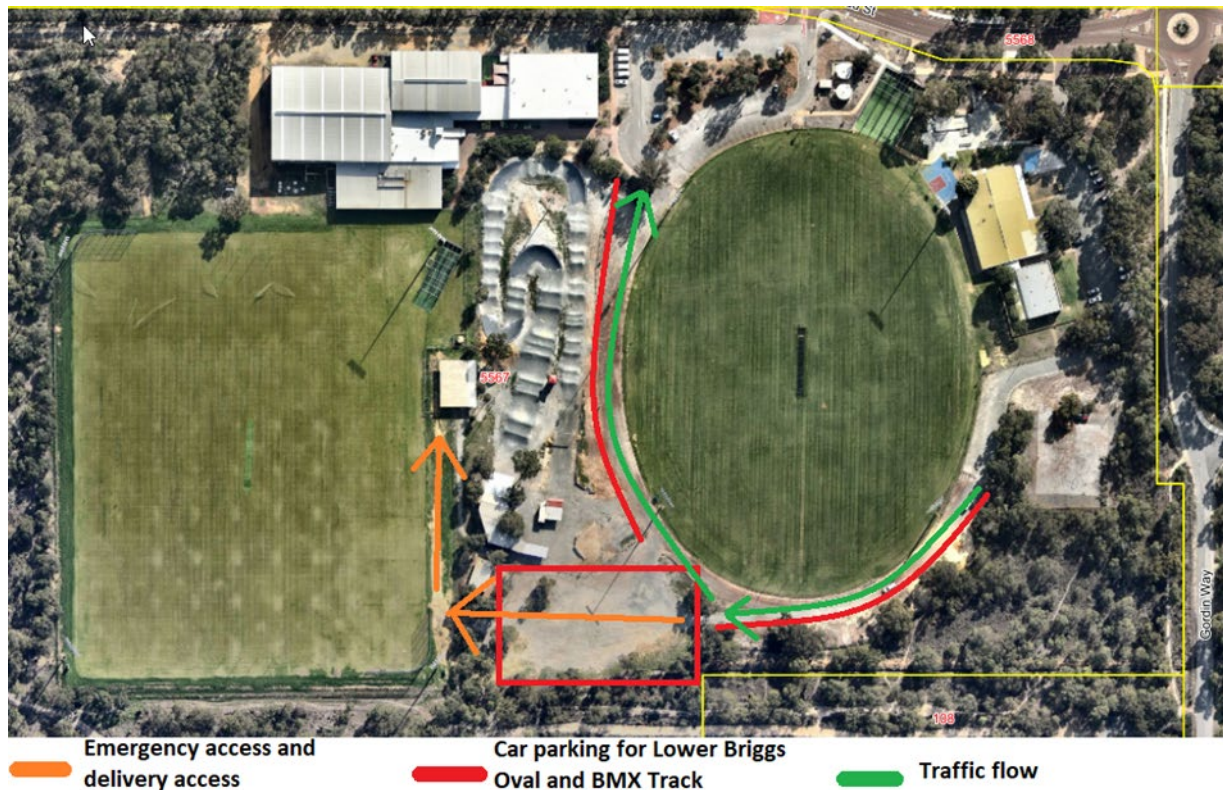 5568
5567
Gordin Way
108
Emergency access and
delivery access
Car parking for Lower Briggs
Oval and BMX Track
Traffic flow